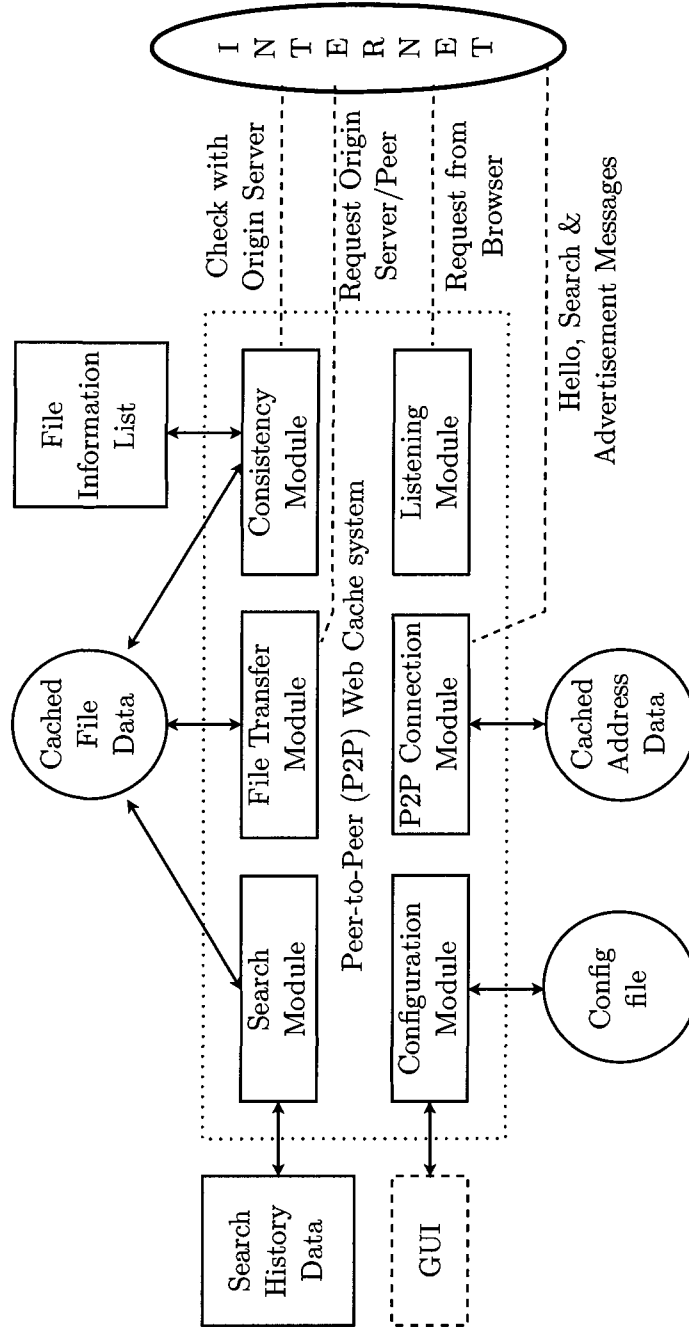 File
Information
List
Cached
File
Data
Search
History
Data
Search
Module
File Transfer
Module
Consistency
Module
Check with
Origin Server
Request Origin
Server/Peer
Peer-to-Peer (P2P) Web Cache system
I
N
T
E
R
N
E
T
GUI
Configuration
Module
P2P Connection
Module
Listening
Module
Request from
Browser
Hello, Search &
Advertisement Messages
Config
file
Cached
Address
Data